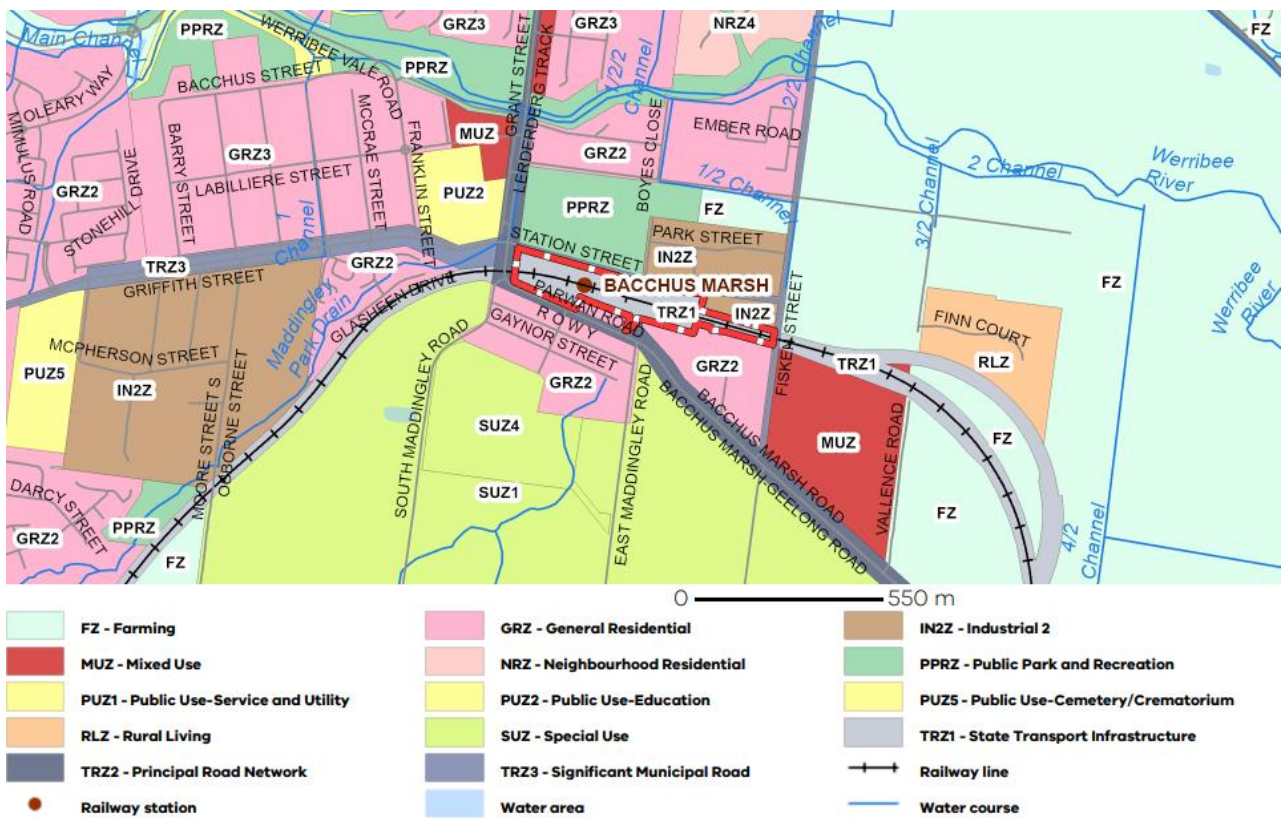 PPRZ
GRZ3
GRZ3
NRZ4
FZ
Main Channel
WERRIBEE VALE ROAD
PPRZ
GRANT STREET
LERDERDERG TRACK
1/2/2 Channel
2/2 Channel
OLEARY WAY
BACCHUS STREET
MIMULUS ROAD
BARRY STREET
MCCRAE STREET
FRANKLIN STREET
MUZ
BOYES CLOSE
EMBER ROAD
GRZ3
GRZ2
LABILLIERE STREET
DRIVE
STONEHILL
GRZ2
PUZ2
1/2 Channel
3/2 Channel
2 Channel
Werribee River
PPRZ
FZ
1 Channel
STATION STREET
PARK STREET
IN2Z
TRZ3
GRIFFITH STREET
GRZ2
GLASHEEN DRIVE
BACCHUS MARSH
FZ
Werribee River
Maddingley Park Drain
PARWAN ROAD
TRZ1
IN2Z
FISKEN STREET
R O W Y
GAYNOR STREET
FINN COURT
RLZ
MCPHERSON STREET
PUZ5
IN2Z
GRZ2
GRZ2
TRZ1
MOORE STREET S
OSBORNE STREET
SOUTH MADDINGLEY ROAD
EAST MADDINGLEY ROAD
BACCHUS MARSH ROAD
BACCHUS MARSH-GEELONG ROAD
SUZ4
MUZ
VALLENCE ROAD
FZ
SUZ1
DARCY STREET
GRZ2
PPRZ
FZ
FZ
4/2 Channel
0 550 m
FZ - Farming
GRZ - General Residential
IN2Z - Industrial 2
MUZ - Mixed Use
NRZ - Neighbourhood Residential
PPRZ - Public Park and Recreation
PUZ1 - Public Use-Service and Utility
PUZ2 - Public Use-Education
PUZ5 - Public Use-Cemetery/Crematorium
RLZ - Rural Living
SUZ - Special Use
TRZ1 - State Transport Infrastructure
TRZ2 - Principal Road Network
TRZ3 - Significant Municipal Road
Railway line
Railway station
Water area
Water course